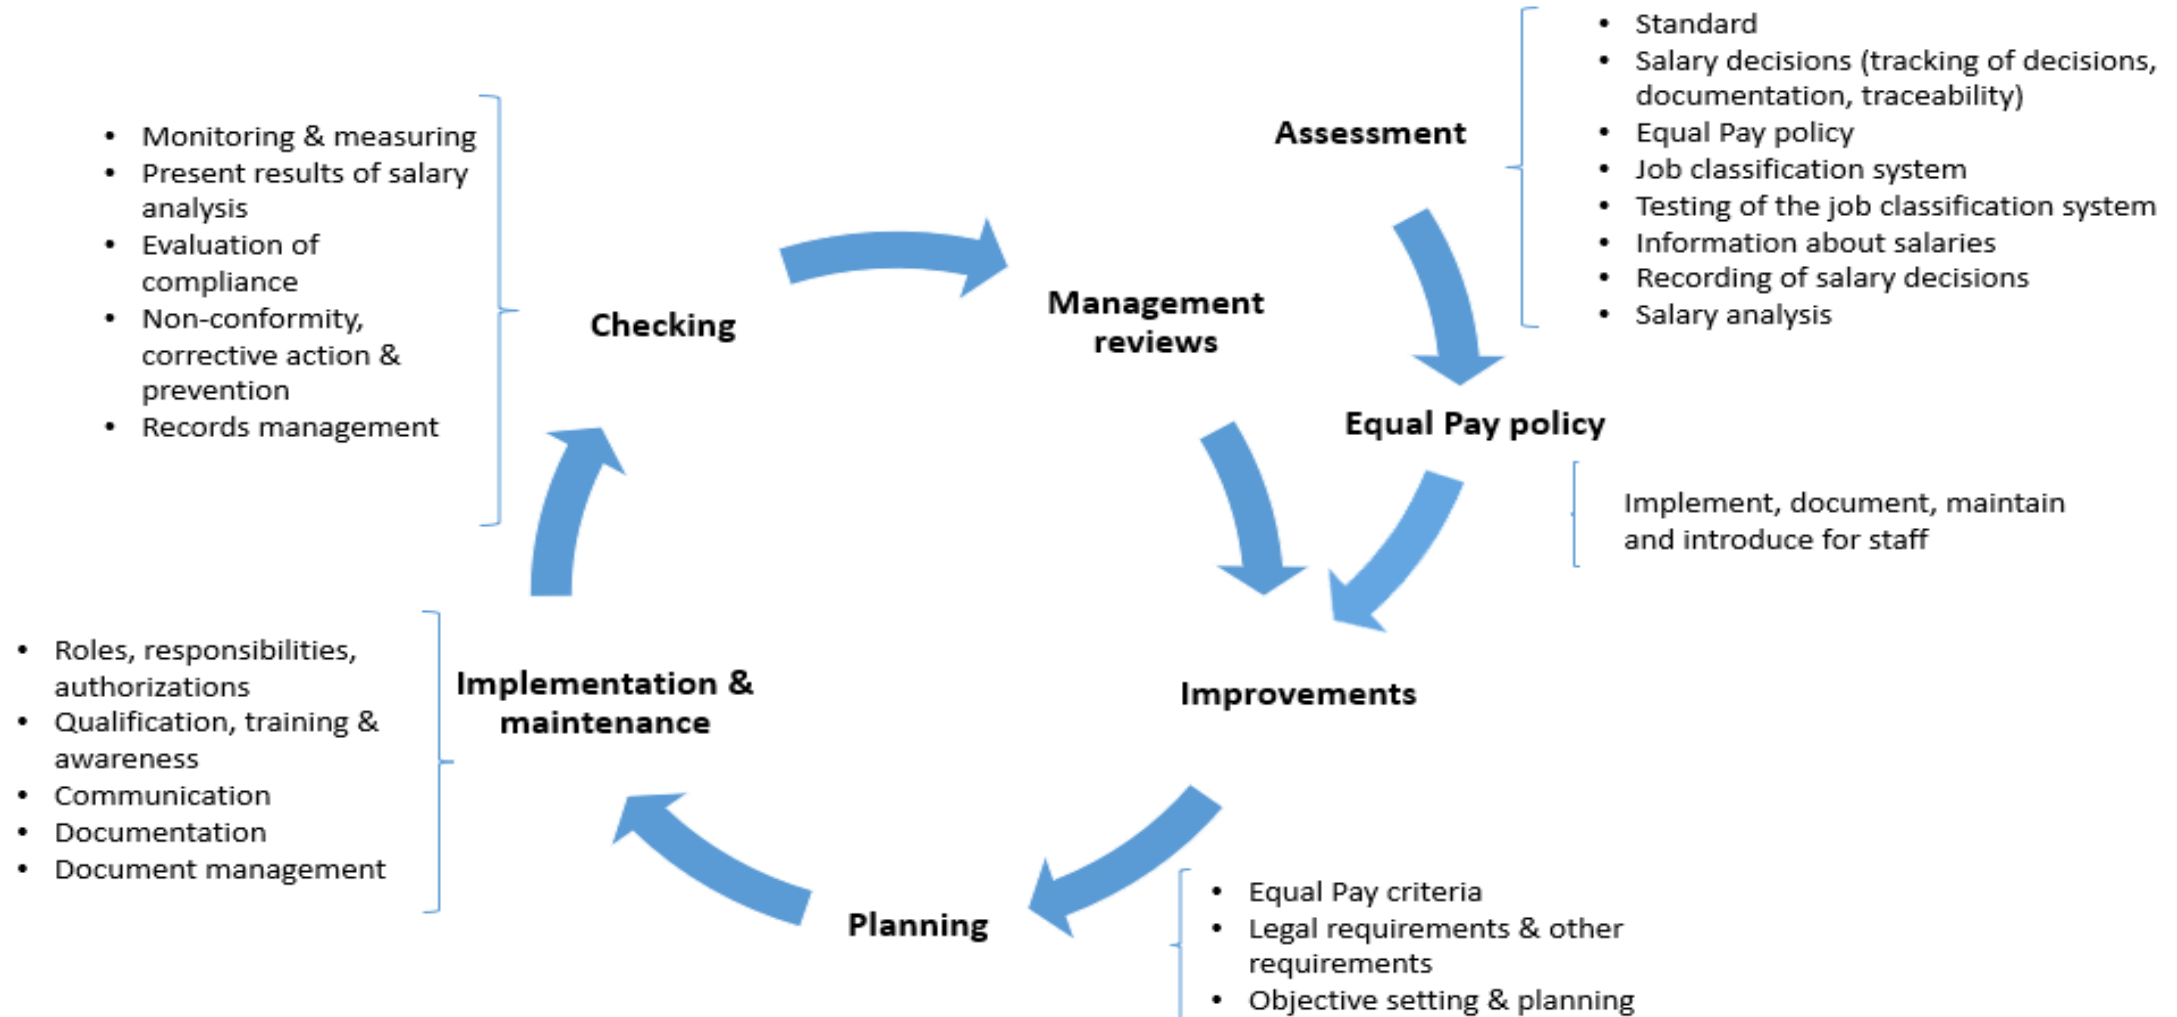 • Standard
• Salary decisions (tracking of decisions,
documentation, traceability)
• Equal Pay policy
• Job classification system
• Testing of the job classification system
• Information about salaries
• Recording of salary decisions
• Salary analysis
Assessment
• Monitoring & measuring
• Present results of salary
analysis
• Evaluation of
compliance
• Non-conformity,
corrective action &
prevention
• Records management
Checking
Management
reviews
Equal Pay policy
Implement, document, maintain
and introduce for staff
• Roles, responsibilities,
authorizations
• Qualification, training &
awareness
• Communication
• Documentation
• Document management
Implementation &
maintenance
Improvements
Planning
• Equal Pay criteria
• Legal requirements & other
requirements
• Objective setting & planning